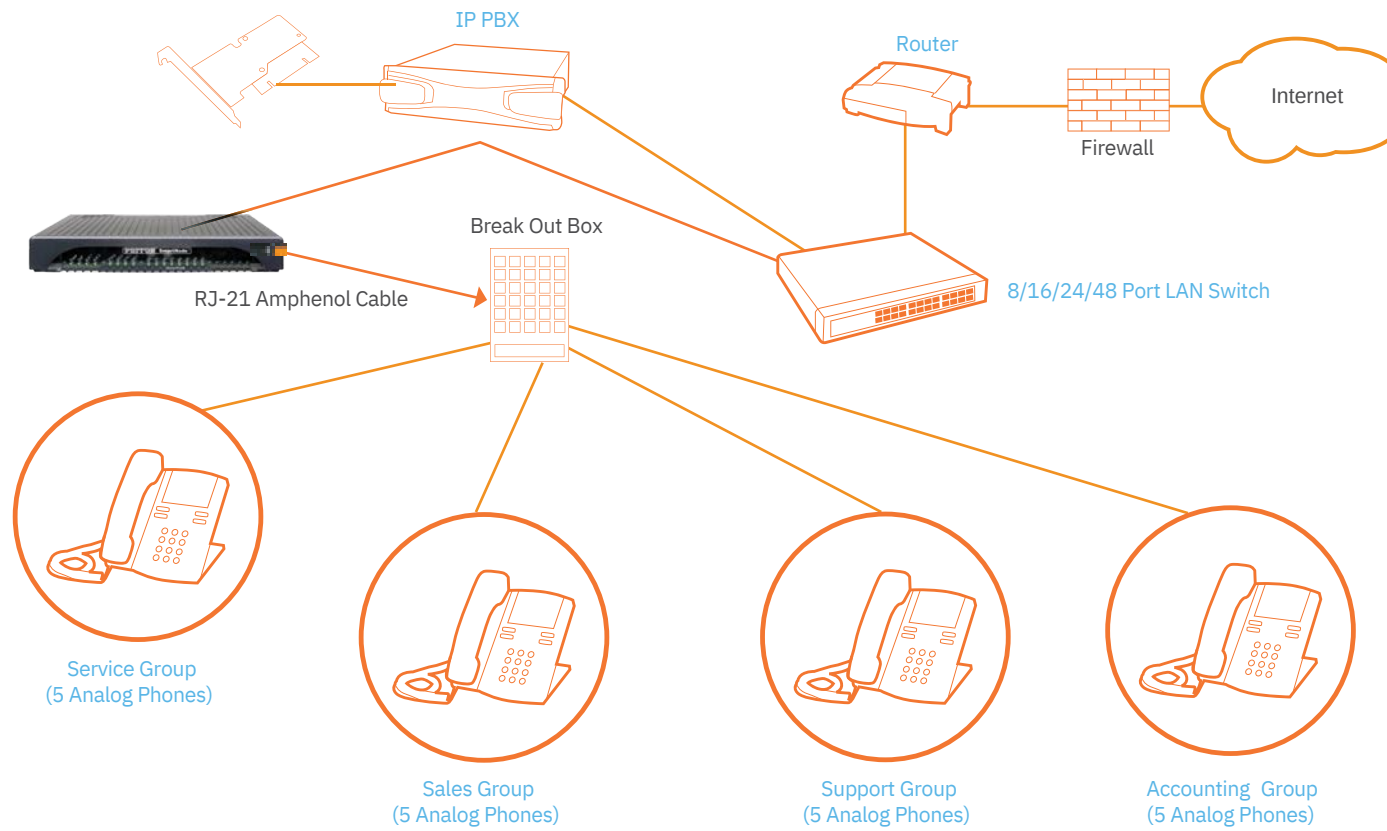 IP PBX
Router
Internet
Firewall
Break Out Box
RJ-21 Amphenol Cable
8/16/24/48 Port LAN Switch
Service Group
(5 Analog Phones)
Sales Group
(5 Analog Phones)
Support Group
(5 Analog Phones)
Accounting Group
(5 Analog Phones)